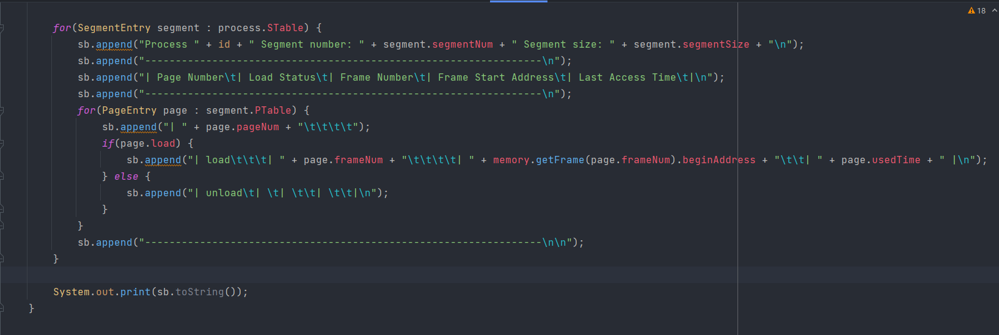 18
for(SegmentEntry segment : process.STable) {
sb.append("Process " + id + " Segment number: " + segment.segmentNum + " Segment size: " + segment.segmentSize + "\n");
sb.append("-----------------------------------------------------------------\n");
sb.append("| Page Number\t| Load Status\t| Frame Number\t| Frame Start Address\t| Last Access Time\t|\n");
sb.append("-----------------------------------------------------------------\n");
for(PageEntry page : segment.PTable) {
sb.append("| " + page.pageNum + "\t\t\t\t");
if(page.load) {
sb.append("| load\t\t\t| " + page.frameNum + "\t\t\t\t| " + memory.getFrame(page.frameNum).beginAddress + "\t\t| " + page.usedTime + " |\n");
} else {
sb.append("| unload\t| \t| \t\t| \t\t|\n");
}
}
sb.append("-----------------------------------------------------------------\n\n");
}
System.out.print(sb.toString());
}